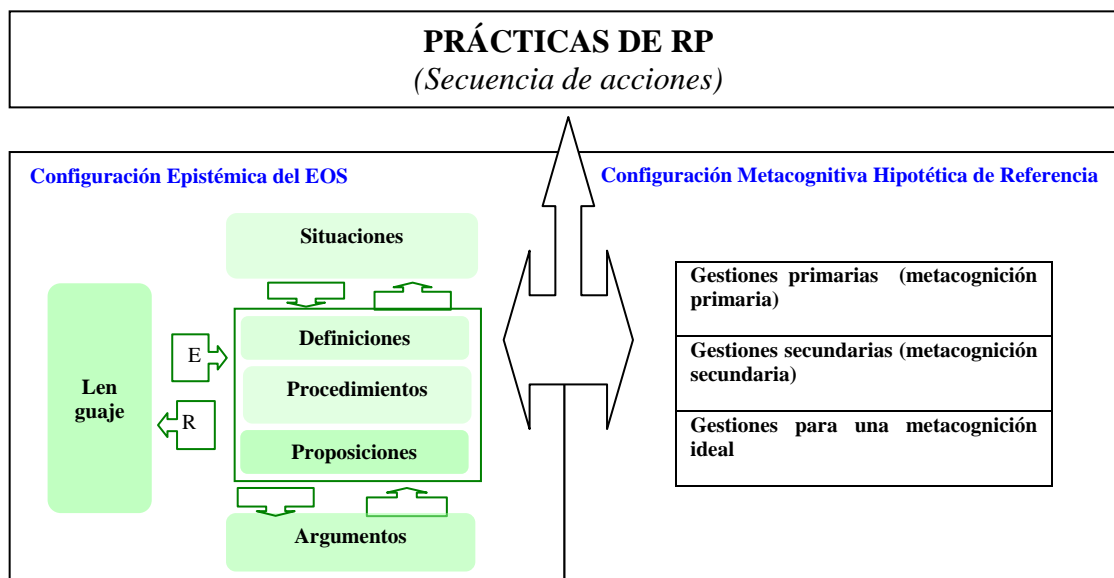 PRÁCTICAS DE RP
(Secuencia de acciones)
Configuración Epistémica del EOS
Situaciones
Len
guaje
E
R
Definiciones
Procedimientos
Proposiciones
Argumentos
Configuración Metacognitiva Hipotética de Referencia
Gestiones primarias (metacognición
primaria)
Gestiones secundarias (metacognición
secundaria)
Gestiones para una metacognición
ideal